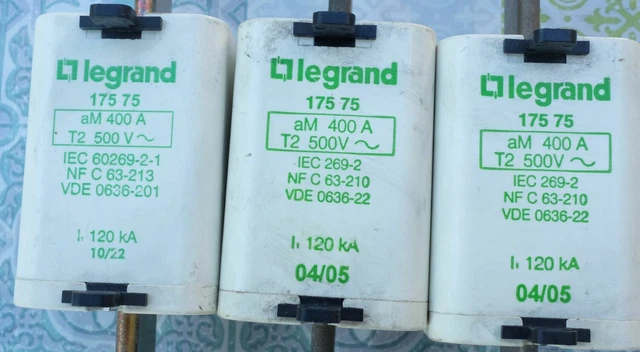 legrand
175 75
aM 400 A
T2 500 V ~
IEC 60269-2-1
NF C 63-213
VDE 0636-201
I₁ 120 kA
10/22
legrand
175 75
aM 400 A
T2 500V ~
IEC 269-2
NF C 63-210
VDE 0636-22
I₁ 120 kA
04/05
legrand
175 75
aM 400 A
T2 500V ~
IEC 269-2
NF C 63-210
VDE 0636-22
I₁ 120 kA
04/05